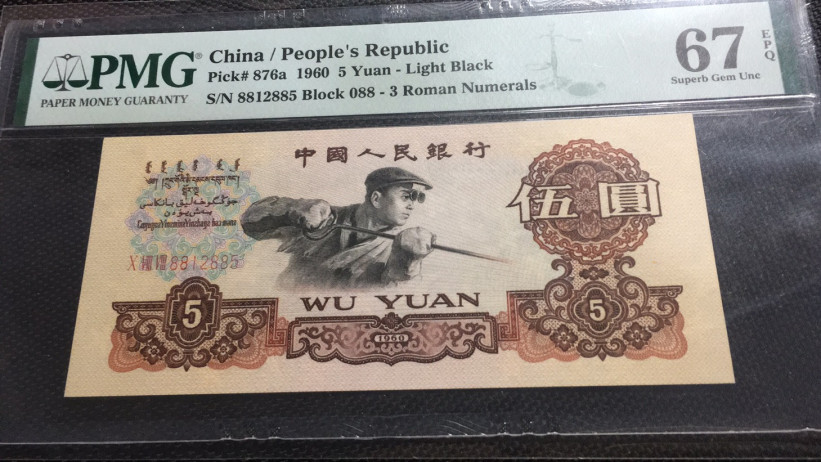 PMG®
PAPER MONEY GUARANTY
China / People's Republic
Pick# 876a 1960 5 Yuan - Light Black
S/N 8812885 Block 088 - 3 Roman Numerals
67 EPQ
Superb Gem Unc
中國人民銀行
伍圓
X VIII VIII 8812885
WU YUAN
5
1960
5